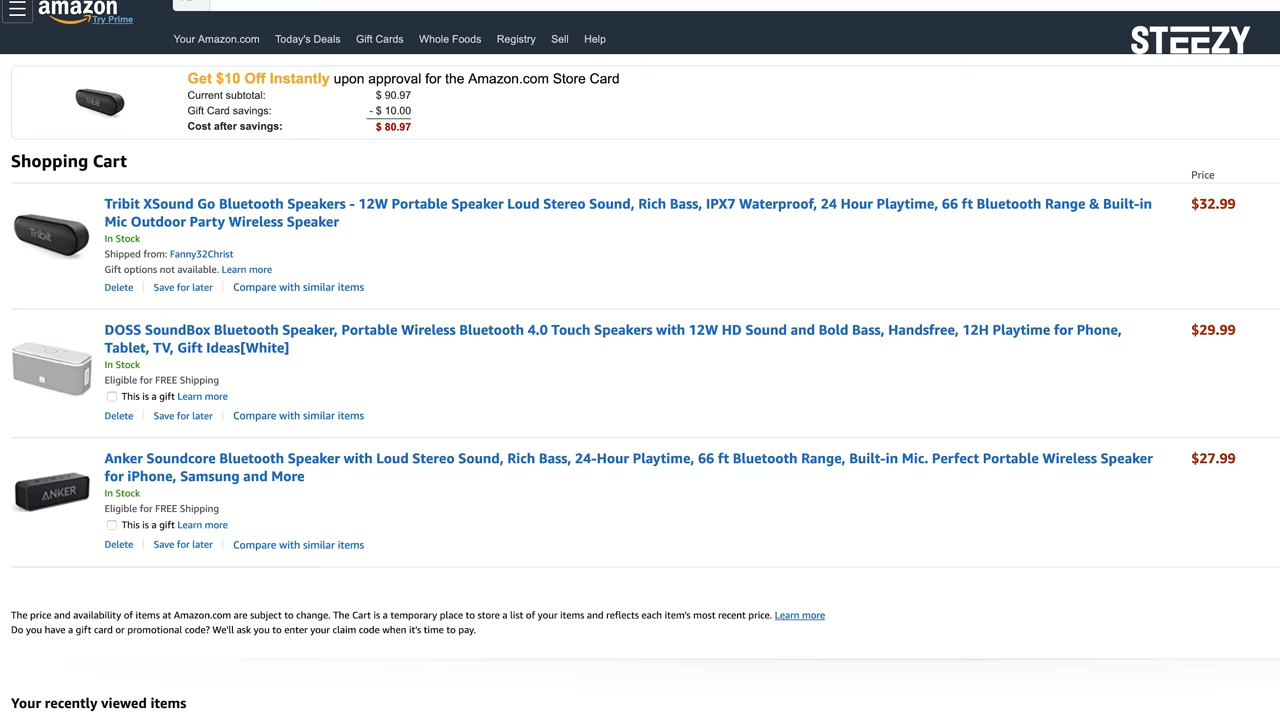 amazon
Try Prime
Your Amazon.com Today's Deals Gift Cards Whole Foods Registry Sell Help
STEEZY
Get $10 Off Instantly upon approval for the Amazon.com Store Card
Current subtotal: $ 90.97
Gift Card savings: - $ 10.00
Cost after savings: $ 80.97
Tribit
Shopping Cart
Price
Tribit XSound Go Bluetooth Speakers - 12W Portable Speaker Loud Stereo Sound, Rich Bass, IPX7 Waterproof, 24 Hour Playtime, 66 ft Bluetooth Range & Built-in $32.99
Mic Outdoor Party Wireless Speaker
Tribit
In Stock
Shipped from: Fanny32Christ
Gift options not available. Learn more
Delete Save for later Compare with similar items
DOSS SoundBox Bluetooth Speaker, Portable Wireless Bluetooth 4.0 Touch Speakers with 12W HD Sound and Bold Bass, Handsfree, 12H Playtime for Phone, $29.99
Tablet, TV, Gift Ideas[White]
In Stock
Eligible for FREE Shipping
This is a gift Learn more
Delete Save for later Compare with similar items
Anker Soundcore Bluetooth Speaker with Loud Stereo Sound, Rich Bass, 24-Hour Playtime, 66 ft Bluetooth Range, Built-in Mic. Perfect Portable Wireless Speaker $27.99
for iPhone, Samsung and More
ANKER
In Stock
Eligible for FREE Shipping
This is a gift Learn more
Delete Save for later Compare with similar items
The price and availability of items at Amazon.com are subject to change. The Cart is a temporary place to store a list of your items and reflects each item's most recent price. Learn more
Do you have a gift card or promotional code? We'll ask you to enter your claim code when it's time to pay.
Your recently viewed items